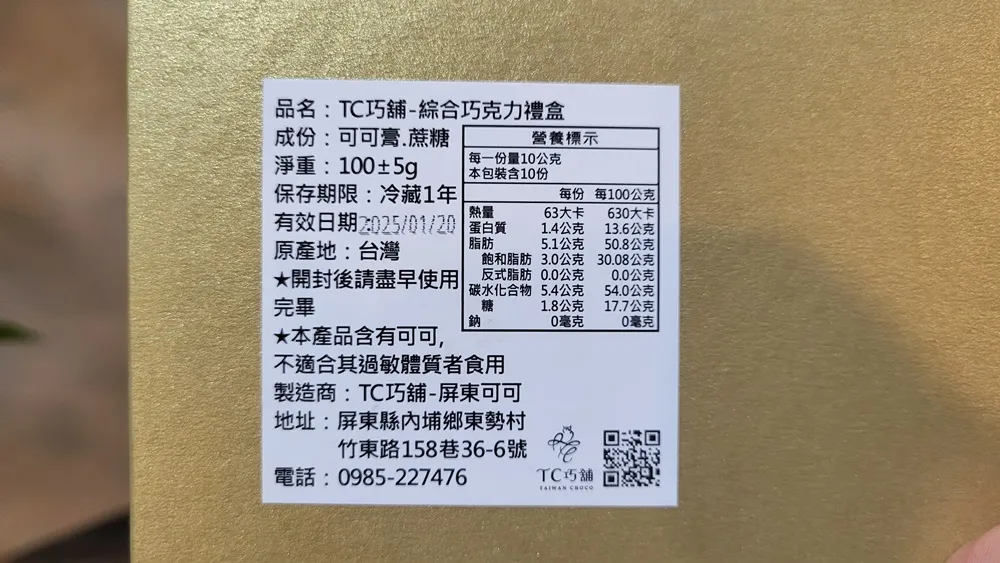 品名：TC巧舖-綜合巧克力禮盒
成份：可可膏.蔗糖
淨重：100±5g
保存期限：冷藏1年
有效日期：2025/01/20
原產地：台灣
★開封後請盡早使用
完畢
★本產品含有可可,
不適合其過敏體質者食用
製造商：TC巧舖-屏東可可
地址：屏東縣內埔鄉東勢村
竹東路158巷36-6號
電話：0985-227476
營養標示
每一份量10公克
本包裝含10份
每份 每100公克
熱量 63大卡 630大卡
蛋白質 1.4公克 13.6公克
脂肪 5.1公克 50.8公克
飽和脂肪 3.0公克 30.08公克
反式脂肪 0.0公克 0.0公克
碳水化合物 5.4公克 54.0公克
糖 1.8公克 17.7公克
鈉 0毫克 0毫克
TC巧舖
TAIWAN CHOCO